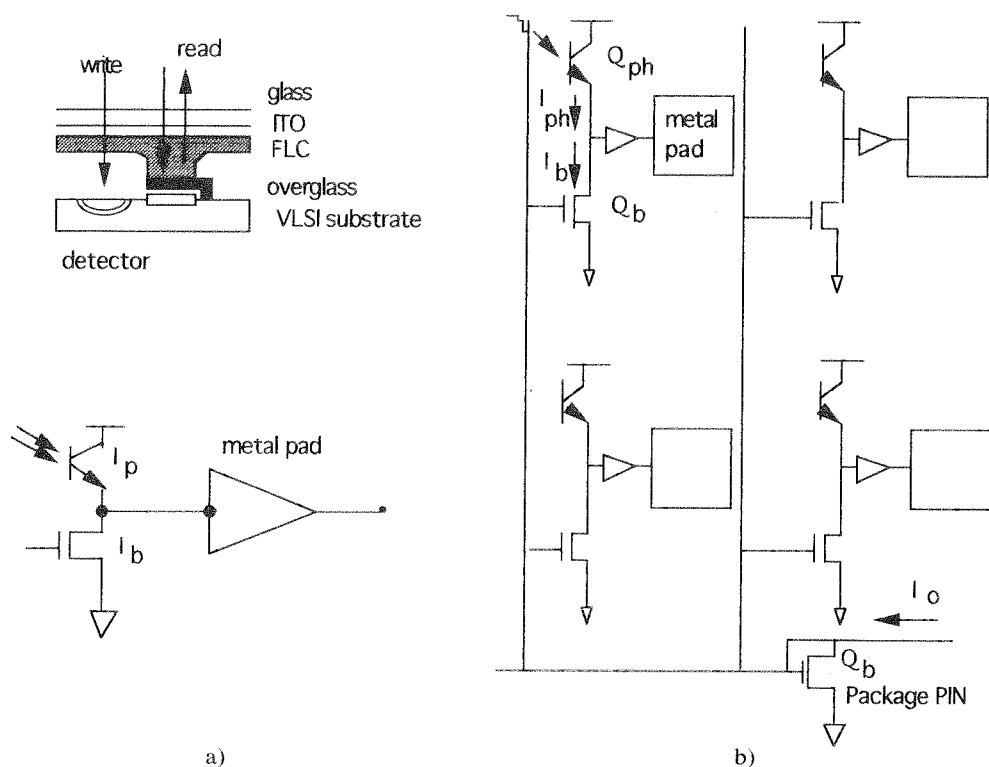 write
read
glass
ITO
FLC
overglass
VLSI substrate
detector
I p
I b
metal pad
a)
Q ph
I ph
I b
Q b
metal
pad
I o
Q b
Package PIN
b)